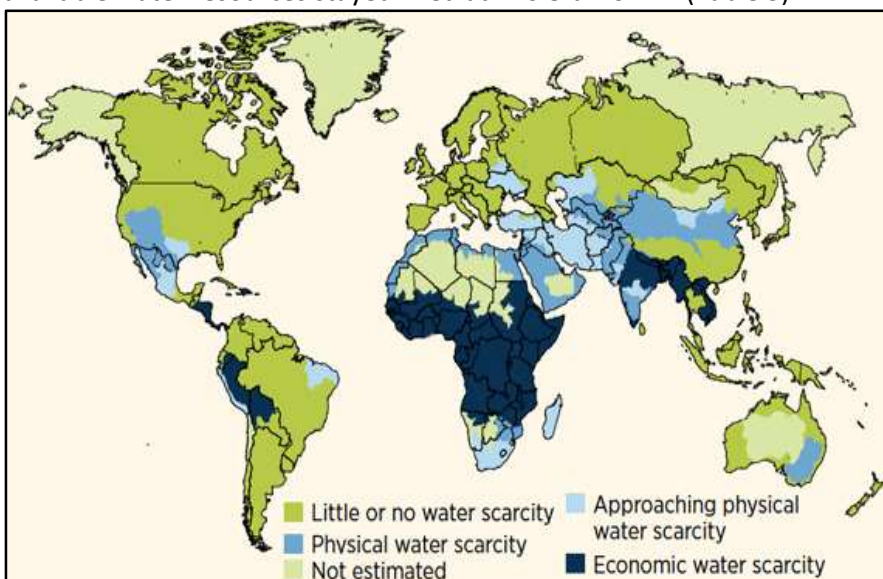 Little or no water scarcity
Physical water scarcity
Not estimated
Approaching physical
water scarcity
Economic water scarcity